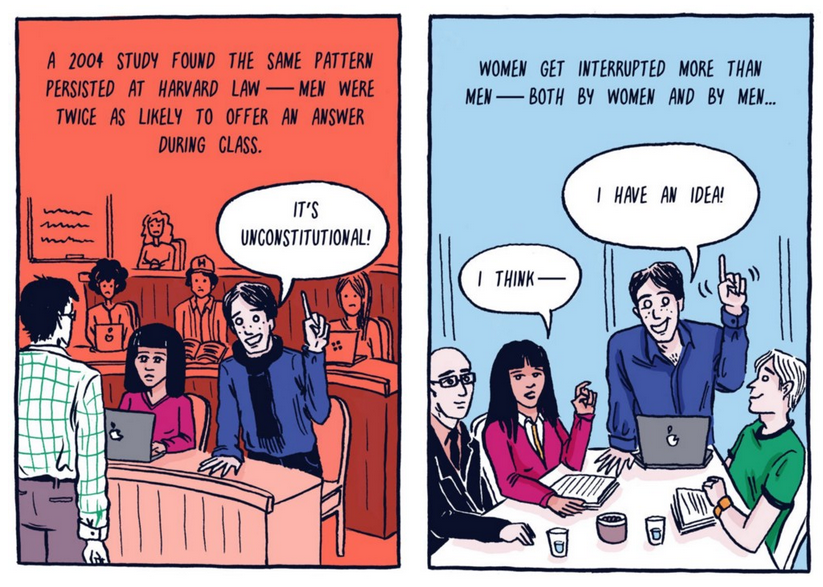 A 2004 STUDY FOUND THE SAME PATTERN
PERSISTED AT HARVARD LAW — MEN WERE
TWICE AS LIKELY TO OFFER AN ANSWER
DURING CLASS.
IT'S
UNCONSTITUTIONAL!
WOMEN GET INTERRUPTED MORE THAN
MEN — BOTH BY WOMEN AND BY MEN...
I HAVE AN IDEA!
I THINK —